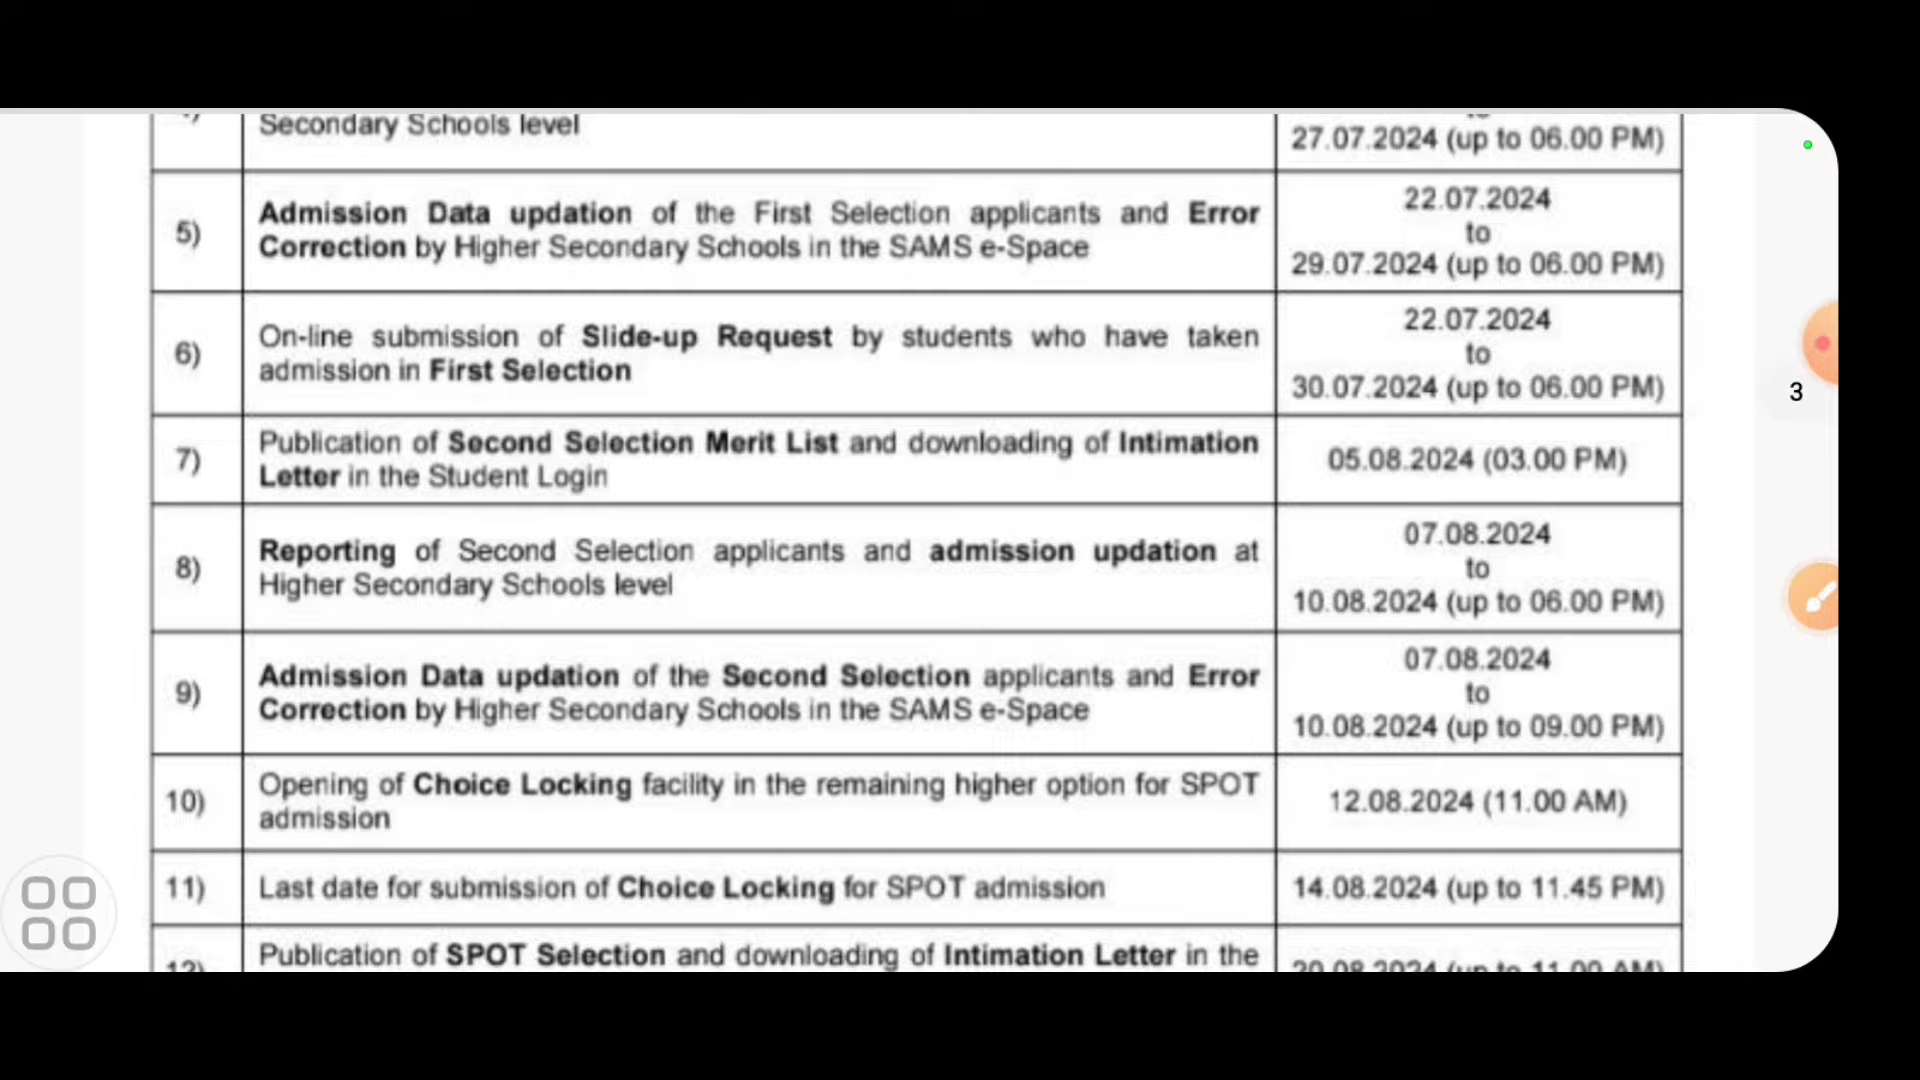 Secondary Schools level
27.07.2024 (up to 06.00 PM)
5)
Admission Data updation of the First Selection applicants and Error
Correction by Higher Secondary Schools in the SAMS e-Space
22.07.2024
to
29.07.2024 (up to 06.00 PM)
6)
On-line submission of Slide-up Request by students who have taken
admission in First Selection
22.07.2024
to
30.07.2024 (up to 06.00 PM)
7)
Publication of Second Selection Merit List and downloading of Intimation
Letter in the Student Login
05.08.2024 (03.00 PM)
8)
Reporting of Second Selection applicants and admission updation at
Higher Secondary Schools level
07.08.2024
to
10.08.2024 (up to 06.00 PM)
9)
Admission Data updation of the Second Selection applicants and Error
Correction by Higher Secondary Schools in the SAMS e-Space
07.08.2024
to
10.08.2024 (up to 09.00 PM)
10)
Opening of Choice Locking facility in the remaining higher option for SPOT
admission
12.08.2024 (11.00 AM)
11)
Last date for submission of Choice Locking for SPOT admission
14.08.2024 (up to 11.45 PM)
12)
Publication of SPOT Selection and downloading of Intimation Letter in the
20.08.2024 (up to 11.00 AM)
3